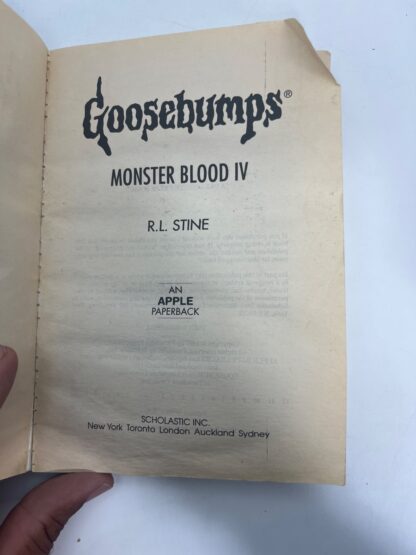 Goosebumps®
MONSTER BLOOD IV
R.L. STINE
AN
APPLE
PAPERBACK
SCHOLASTIC INC.
New York Toronto London Auckland Sydney